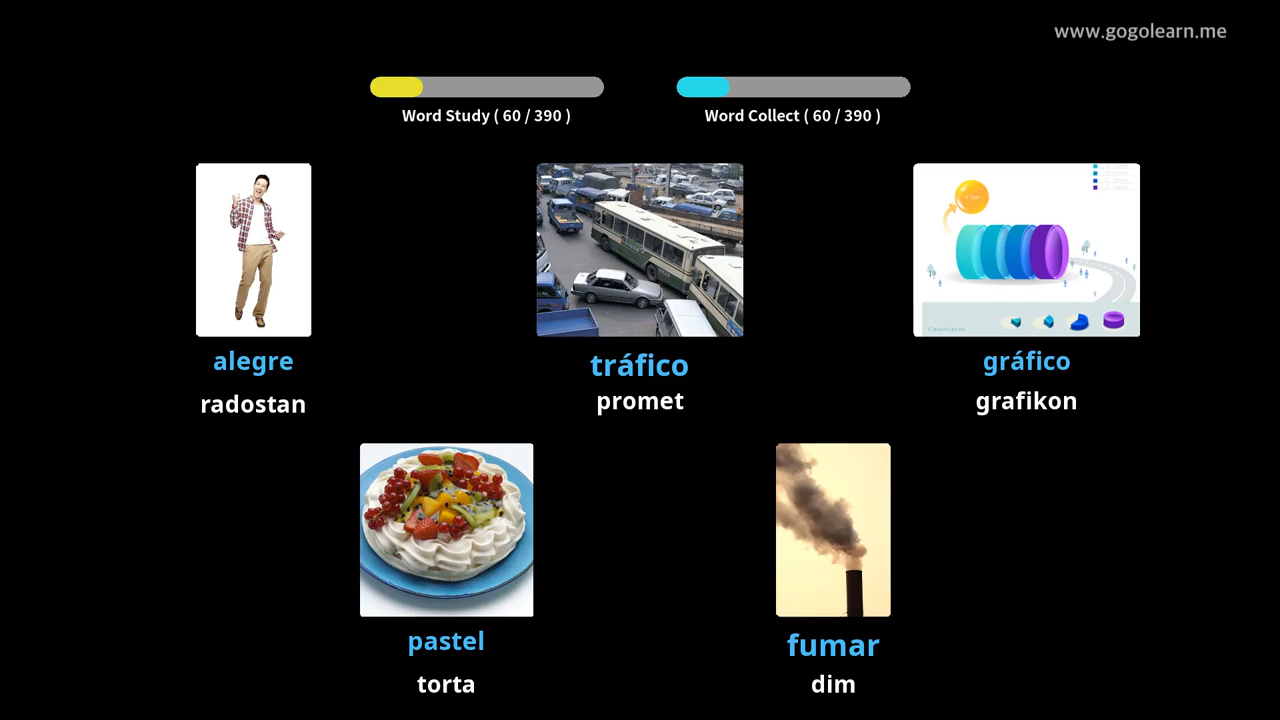 www.gogolearn.me
Word Study ( 60 / 390 )
Word Collect ( 60 / 390 )
alegre
radostan
tráfico
promet
gráfico
grafikon
pastel
torta
fumar
dim